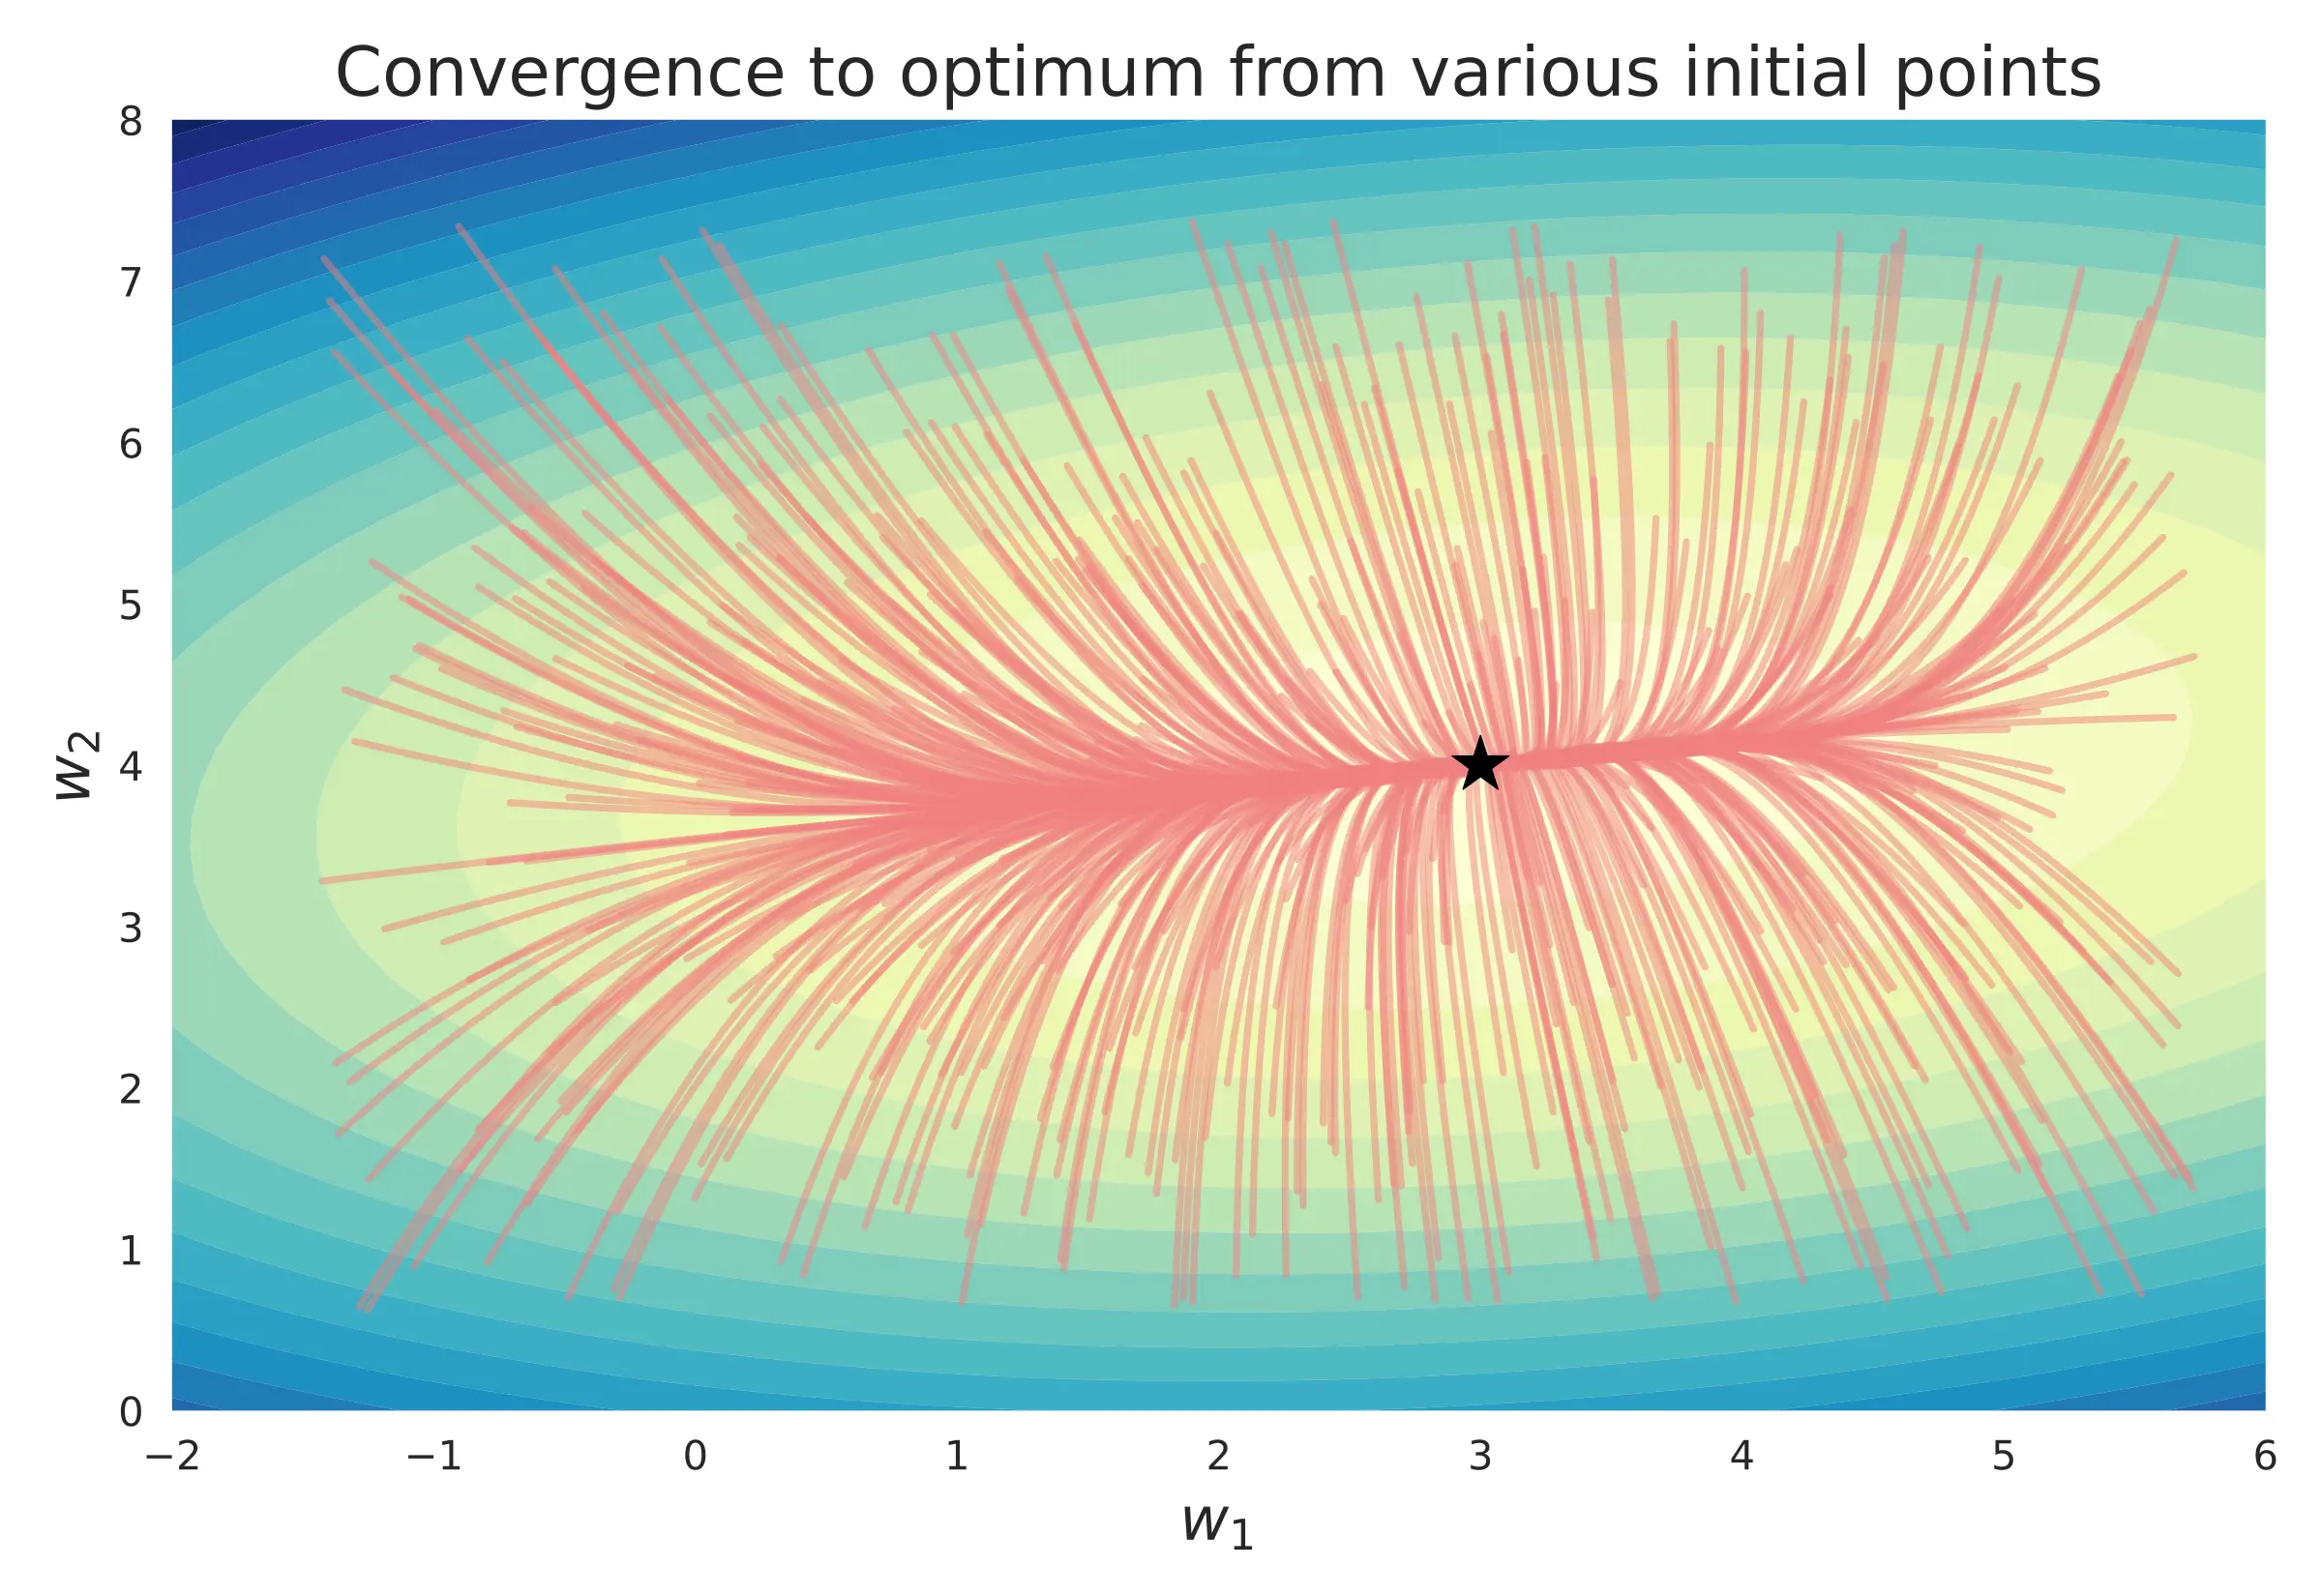 Convergence to optimum from various initial points
8
7
6
5
4
3
2
1
0
w₂
−2 −1 0 1 2 3 4 5 6
w₁